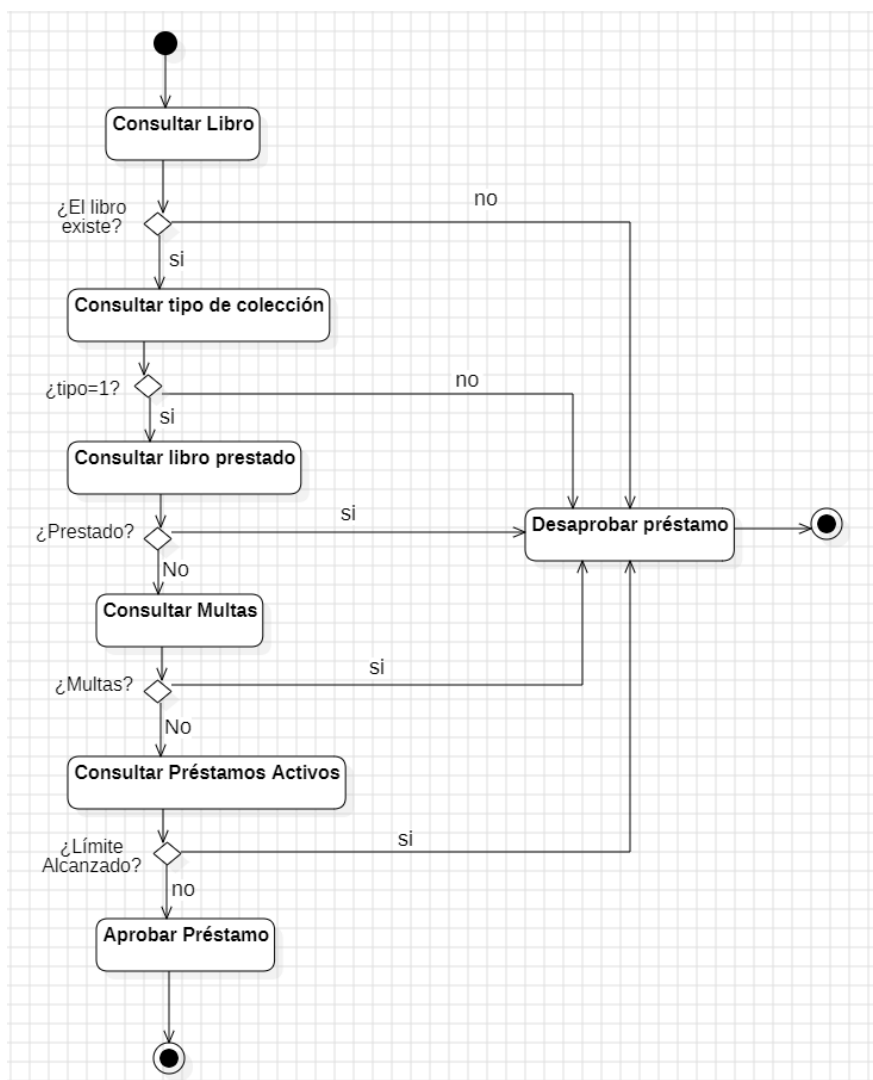 Consultar Libro
¿El libro
existe?
no
si
Consultar tipo de colección
¿tipo=1?
no
si
Consultar libro prestado
¿Prestado?
si
Desaprobar préstamo
No
Consultar Multas
¿Multas?
si
No
Consultar Préstamos Activos
¿Límite
Alcanzado?
si
no
Aprobar Préstamo